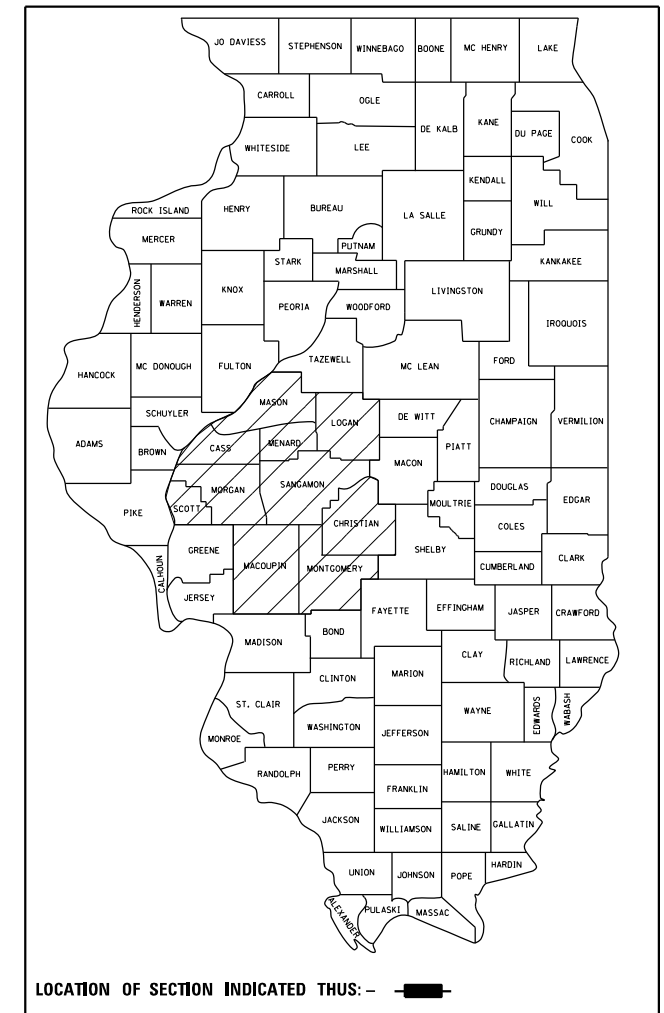 JO DAVIESS STEPHENSON WINNEBAGO BOONE MC HENRY LAKE
CARROLL OGLE DE KALB KANE DU PAGE COOK
WHITESIDE LEE
KENDALL
ROCK ISLAND HENRY BUREAU LA SALLE WILL
MERCER PUTNAM GRUNDY
STARK MARSHALL KANKAKEE
HENDERSON WARREN KNOX PEORIA WOODFORD LIVINGSTON IROQUOIS
HANCOCK MC DONOUGH FULTON TAZEWELL MC LEAN FORD
MASON
ADAMS SCHUYLER LOGAN DE WITT CHAMPAIGN VERMILION
BROWN CASS MENARD PIATT
MACON
PIKE SCOTT MORGAN SANGAMON MOULTRIE DOUGLAS EDGAR
CHRISTIAN COLES
CALHOUN GREENE MACOUPIN MONTGOMERY SHELBY CUMBERLAND CLARK
JERSEY FAYETTE EFFINGHAM JASPER CRAWFORD
MADISON BOND
CLAY RICHLAND LAWRENCE
CLINTON MARION
ST. CLAIR WAYNE EDWARDS WABASH
WASHINGTON JEFFERSON
MONROE
RANDOLPH PERRY HAMILTON WHITE
FRANKLIN
JACKSON WILLIAMSON SALINE GALLATIN
UNION JOHNSON POPE HARDIN
ALEXANDER PULASKI MASSAC
LOCATION OF SECTION INDICATED THUS: –